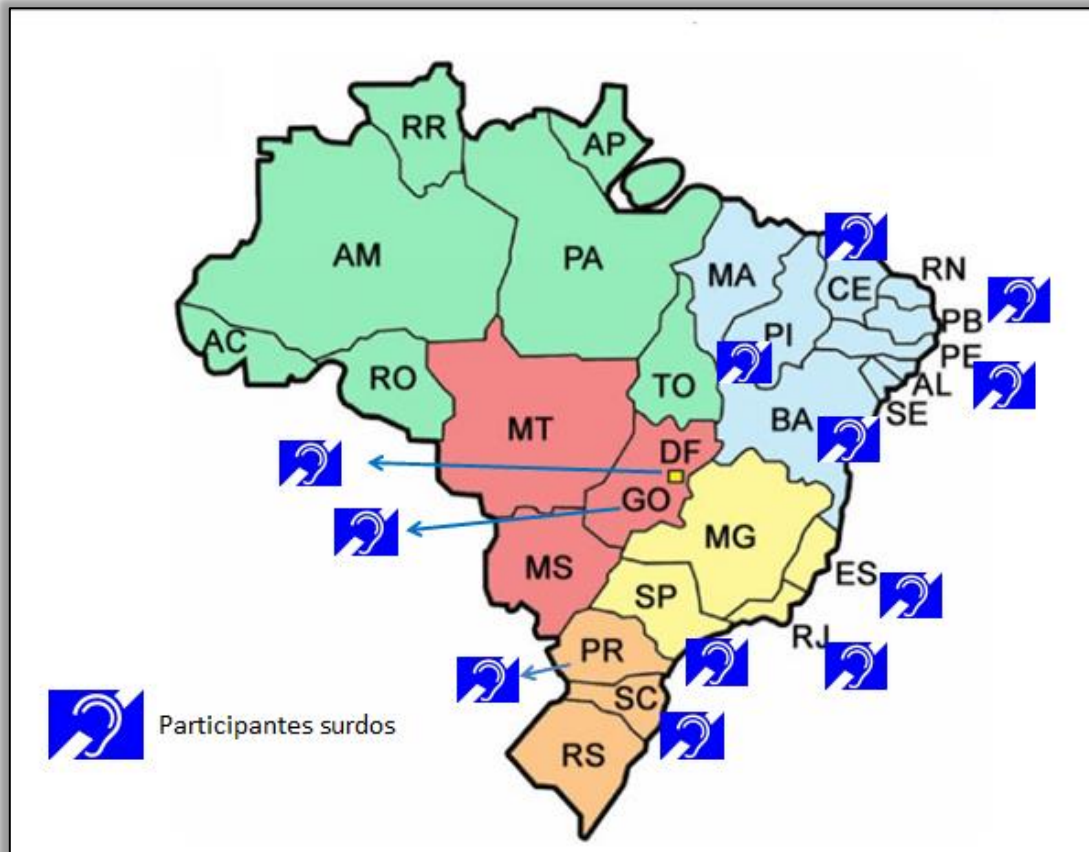 RR
AP
AM
PA
MA
CE
RN
PB
PI
PE
AC
AL
RO
TO
SE
BA
MT
DF
GO
MG
MS
ES
SP
RJ
PR
SC
Participantes surdos
RS